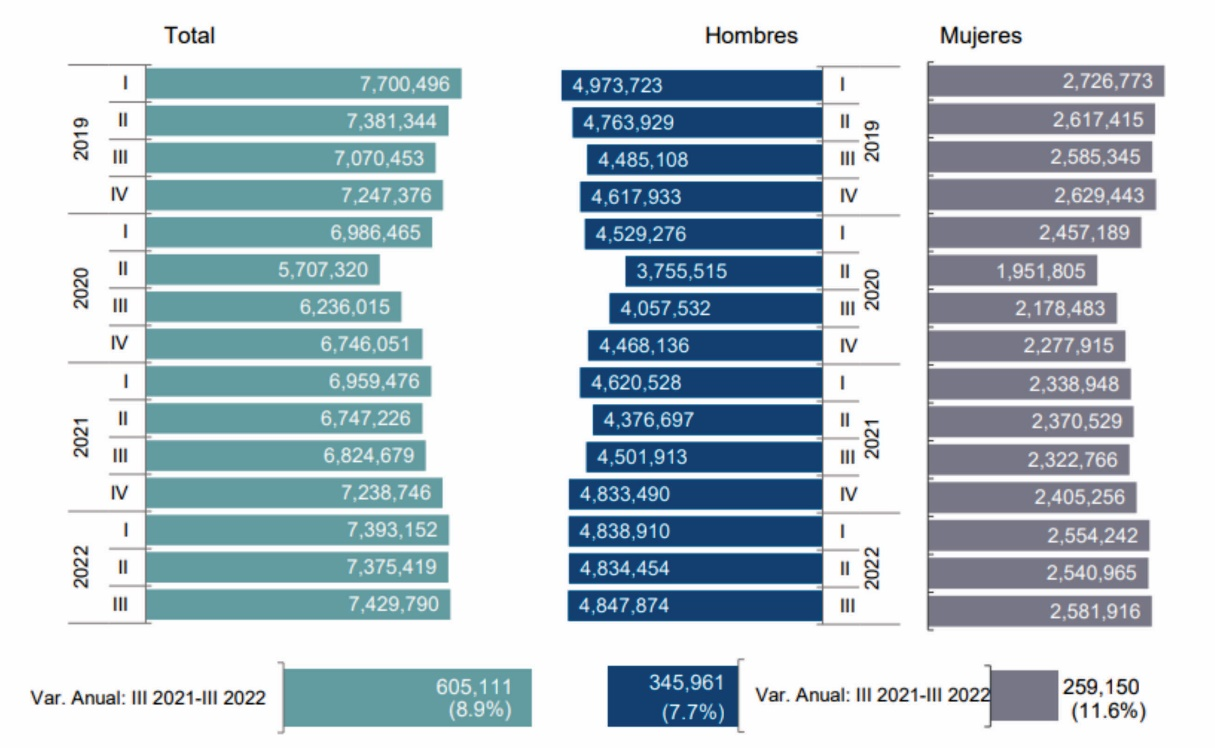 Total Hombres Mujeres
I 7,700,496 4,973,723 I 2,726,773
II 7,381,344 4,763,929 II 2,617,415
2019 2019
III 7,070,453 4,485,108 III 2,585,345
IV 7,247,376 4,617,933 IV 2,629,443
I 6,986,465 4,529,276 I 2,457,189
II 5,707,320 3,755,515 II 1,951,805
2020 2020
III 6,236,015 4,057,532 III 2,178,483
IV 6,746,051 4,468,136 IV 2,277,915
I 6,959,476 4,620,528 I 2,338,948
II 6,747,226 4,376,697 II 2,370,529
2021 2021
III 6,824,679 4,501,913 III 2,322,766
IV 7,238,746 4,833,490 IV 2,405,256
I 7,393,152 4,838,910 I 2,554,242
II 7,375,419 4,834,454 II 2,540,965
2022 2022
III 7,429,790 4,847,874 III 2,581,916
Var. Anual: III 2021-III 2022 605,111 345,961 Var. Anual: III 2021-III 2022 259,150
(8.9%) (7.7%) (11.6%)